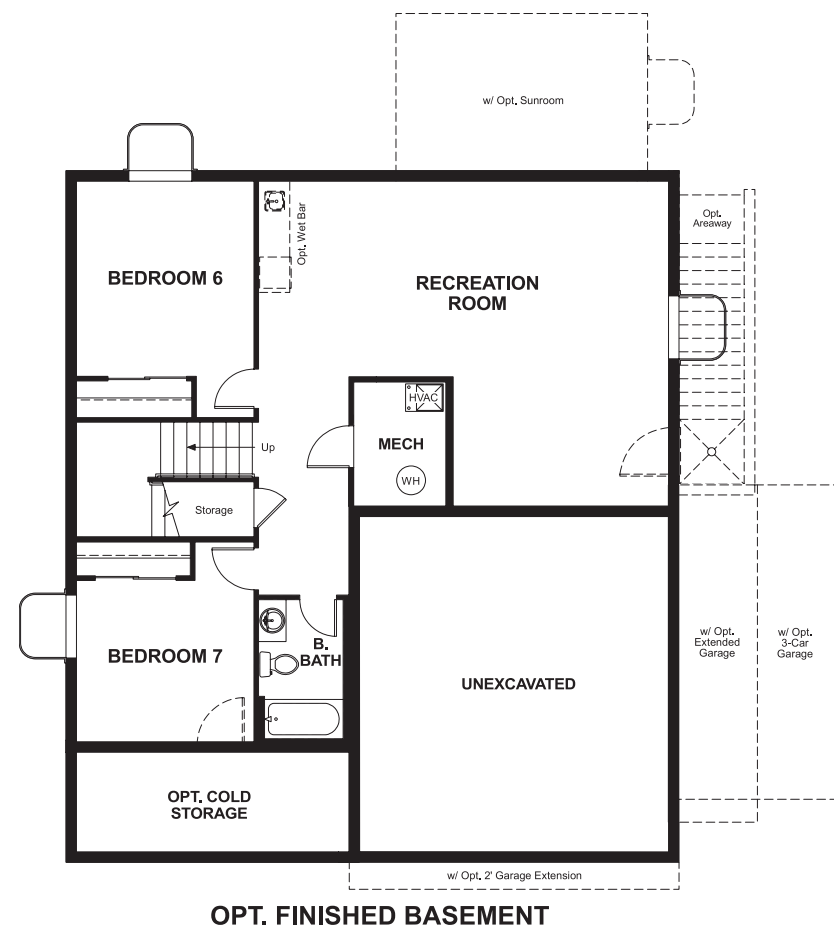 w/ Opt. Sunroom
Opt.
Areaway
Opt. Wet Bar
BEDROOM 6
RECREATION
ROOM
HVAC
MECH
WH
Up
Storage
B.
BATH
BEDROOM 7
UNEXCAVATED
w/ Opt.
Extended
Garage
w/ Opt.
3-Car
Garage
OPT. COLD
STORAGE
w/ Opt. 2' Garage Extension
OPT. FINISHED BASEMENT